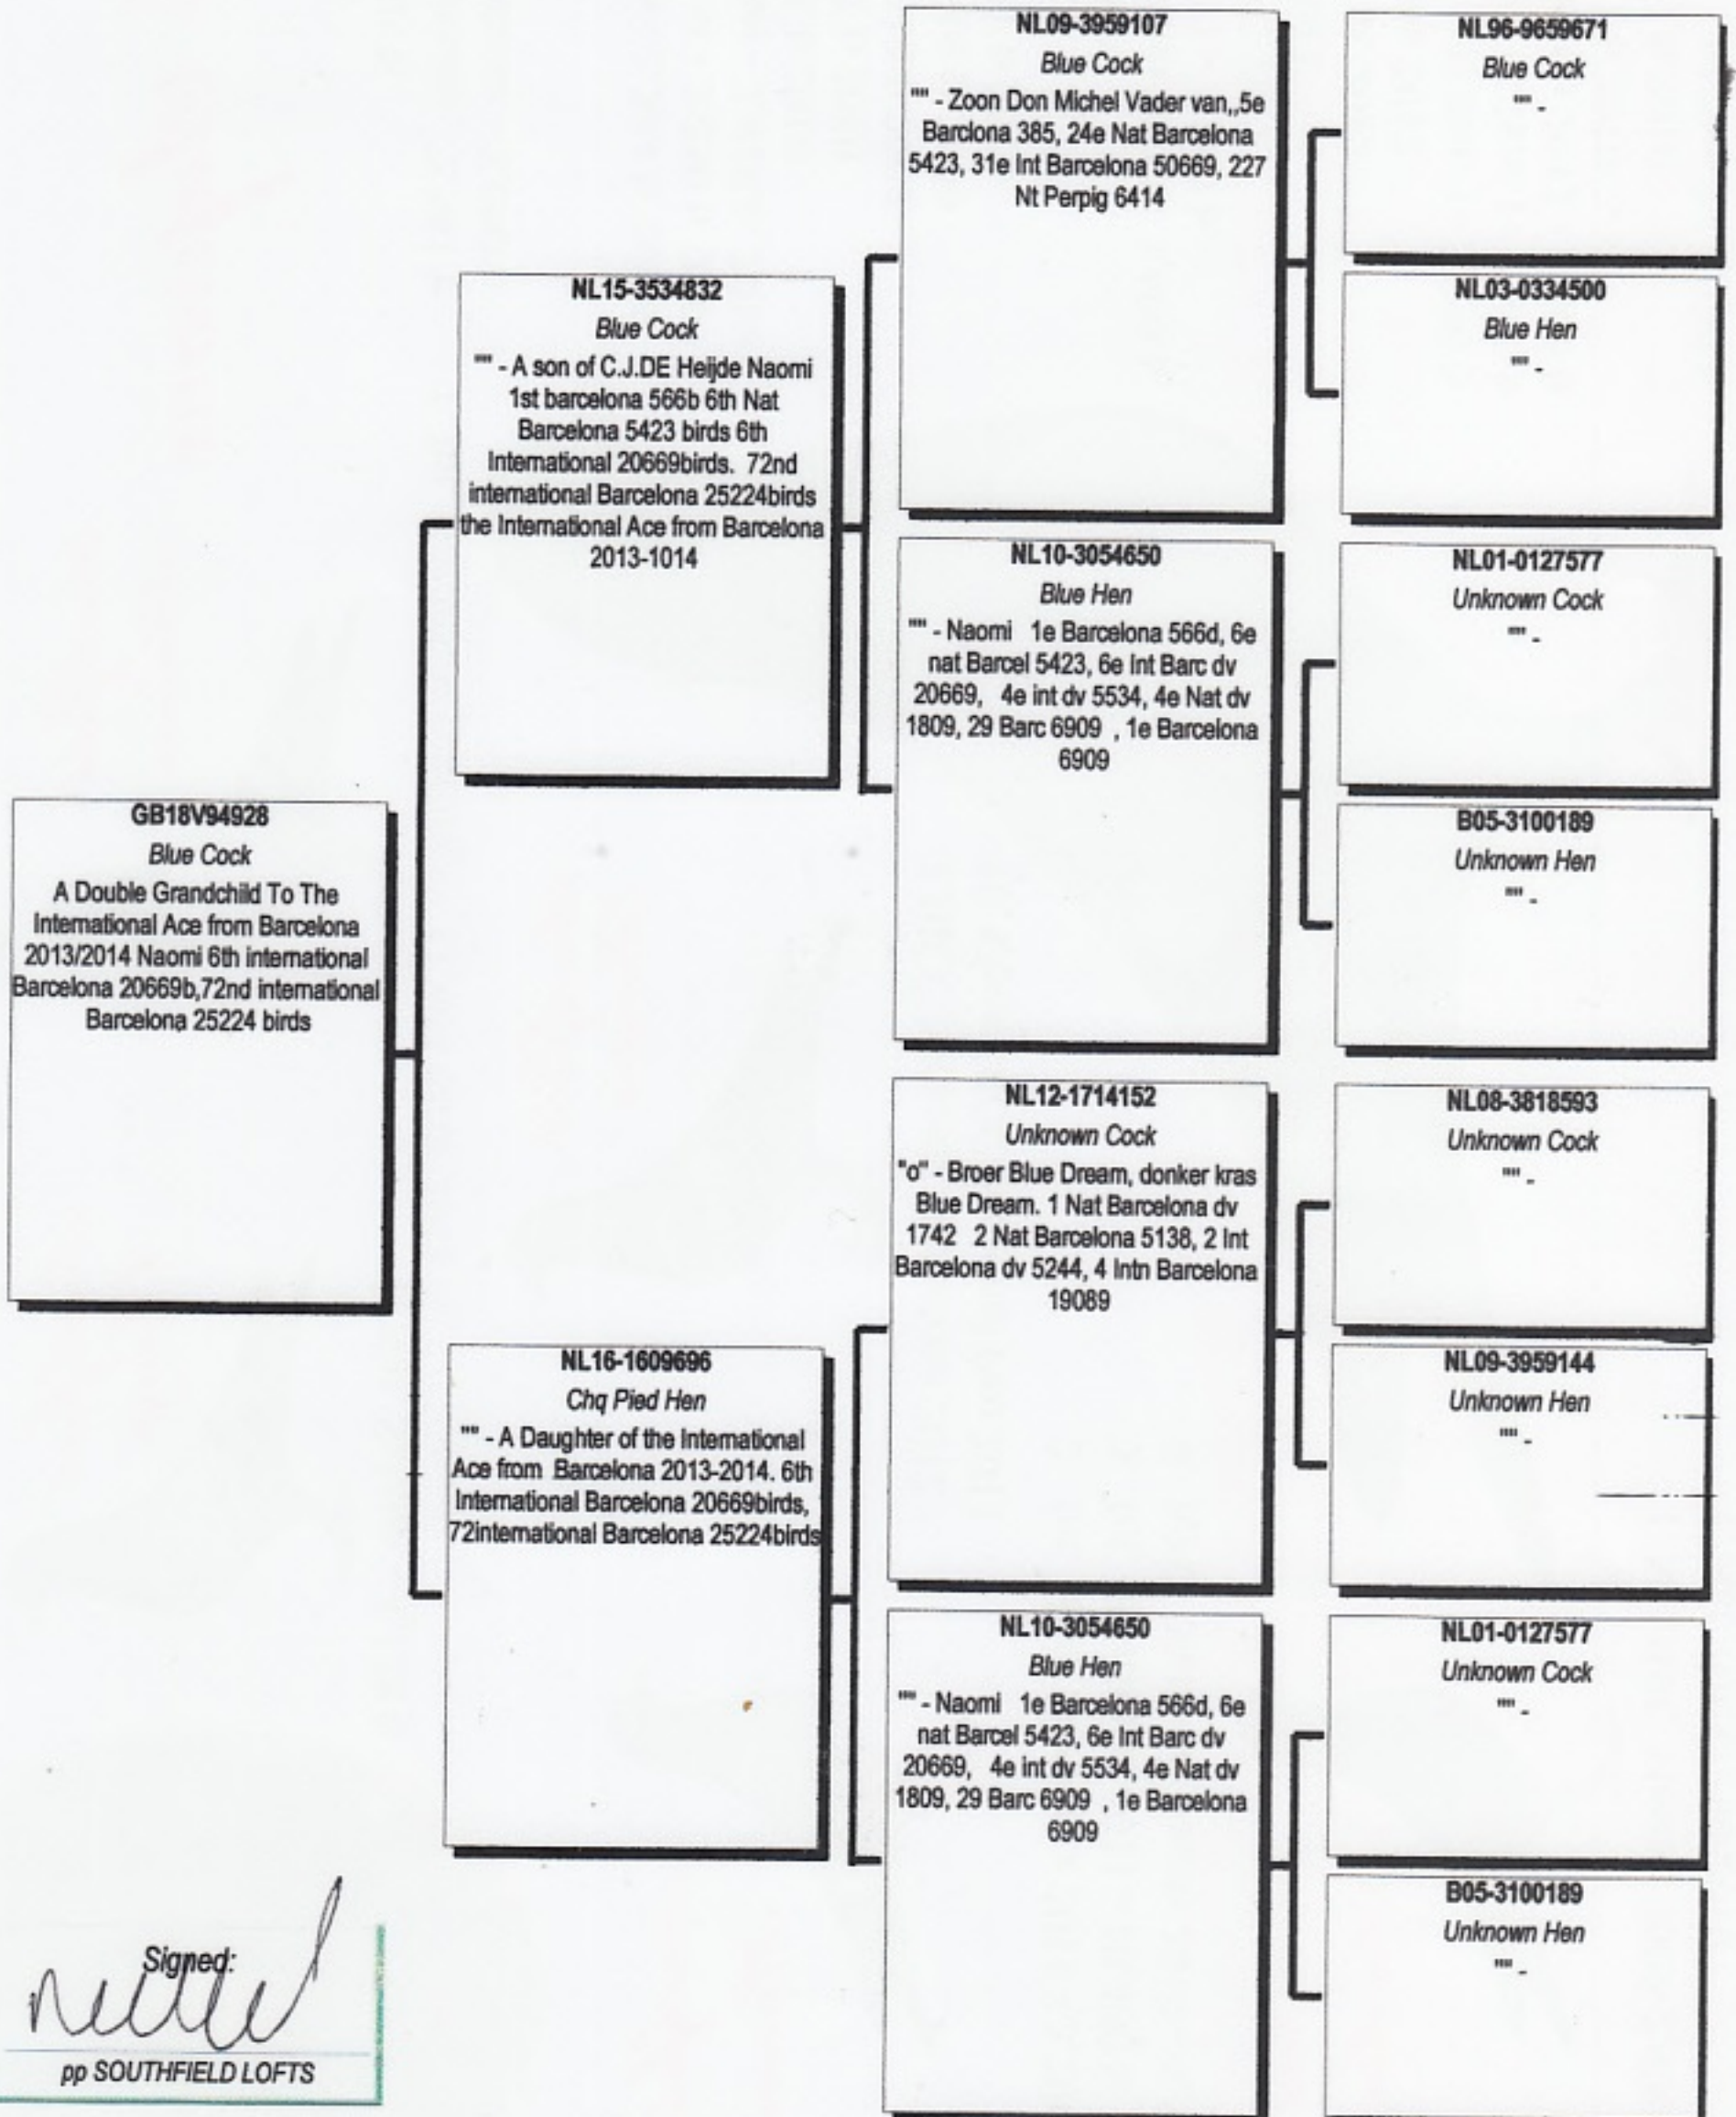 GB18V94928
Blue Cock
A Double Grandchild To The
International Ace from Barcelona
2013/2014 Naomi 6th international
Barcelona 20669b,72nd international
Barcelona 25224 birds
NL15-3534832
Blue Cock
"" - A son of C.J.DE Heijde Naomi
1st barcelona 566b 6th Nat
Barcelona 5423 birds 6th
International 20669birds. 72nd
international Barcelona 25224birds
the International Ace from Barcelona
2013-1014
NL16-1609696
Chq Pied Hen
"" - A Daughter of the International
Ace from Barcelona 2013-2014. 6th
International Barcelona 20669birds,
72international Barcelona 25224birds
NL09-3959107
Blue Cock
"" - Zoon Don Michel Vader van,,5e
Barclona 385, 24e Nat Barcelona
5423, 31e Int Barcelona 50669, 227
Nt Perpig 6414
NL10-3054650
Blue Hen
"" - Naomi 1e Barcelona 566d, 6e
nat Barcel 5423, 6e Int Barc dv
20669, 4e int dv 5534, 4e Nat dv
1809, 29 Barc 6909 , 1e Barcelona
6909
NL12-1714152
Unknown Cock
"o" - Broer Blue Dream, donker kras
Blue Dream. 1 Nat Barcelona dv
1742 2 Nat Barcelona 5138, 2 Int
Barcelona dv 5244, 4 Intn Barcelona
19089
NL10-3054650
Blue Hen
"" - Naomi 1e Barcelona 566d, 6e
nat Barcel 5423, 6e Int Barc dv
20669, 4e int dv 5534, 4e Nat dv
1809, 29 Barc 6909 , 1e Barcelona
6909
NL96-9659671
Blue Cock
"" -
NL03-0334500
Blue Hen
"" -
NL01-0127577
Unknown Cock
"" -
B05-3100189
Unknown Hen
"" -
NL08-3818593
Unknown Cock
"" -
NL09-3959144
Unknown Hen
"" -
NL01-0127577
Unknown Cock
"" -
B05-3100189
Unknown Hen
"" -
Signed:
pp SOUTHFIELD LOFTS